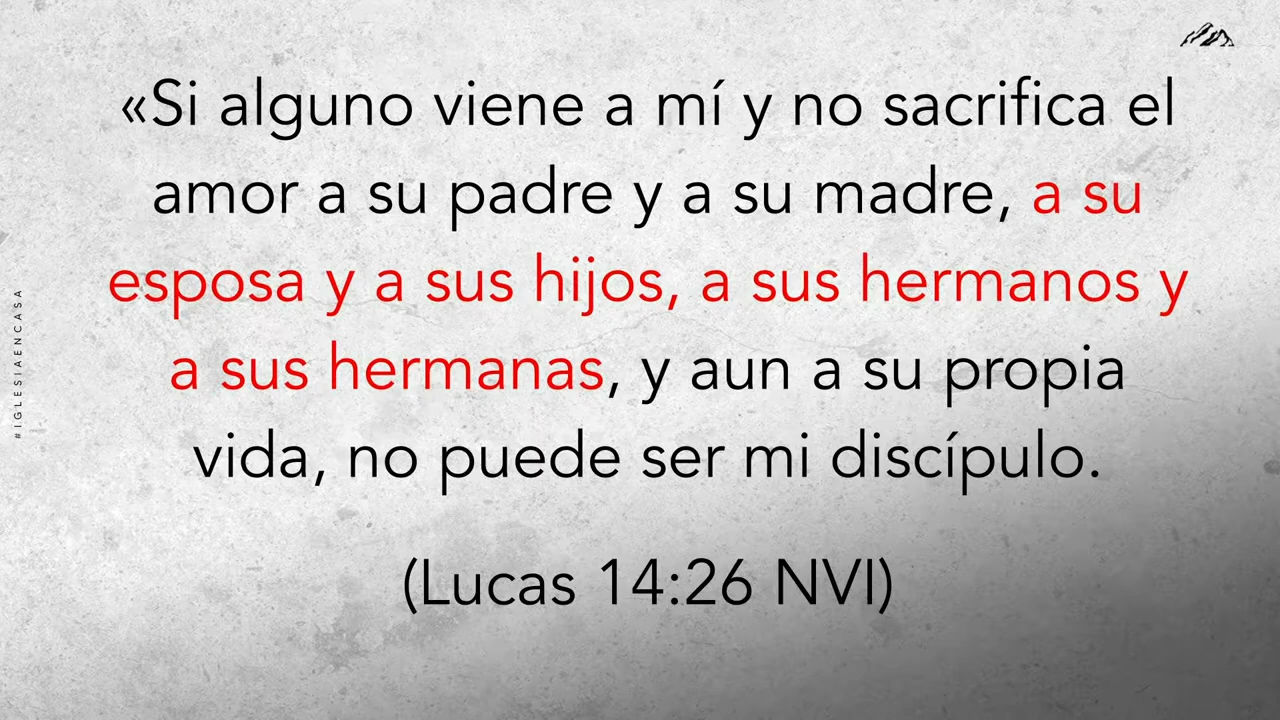 «Si alguno viene a mí y no sacrifica el
amor a su padre y a su madre, a su
esposa y a sus hijos, a sus hermanos y
a sus hermanas, y aun a su propia
vida, no puede ser mi discípulo.
(Lucas 14:26 NVI)
#IGLESIAENCASA